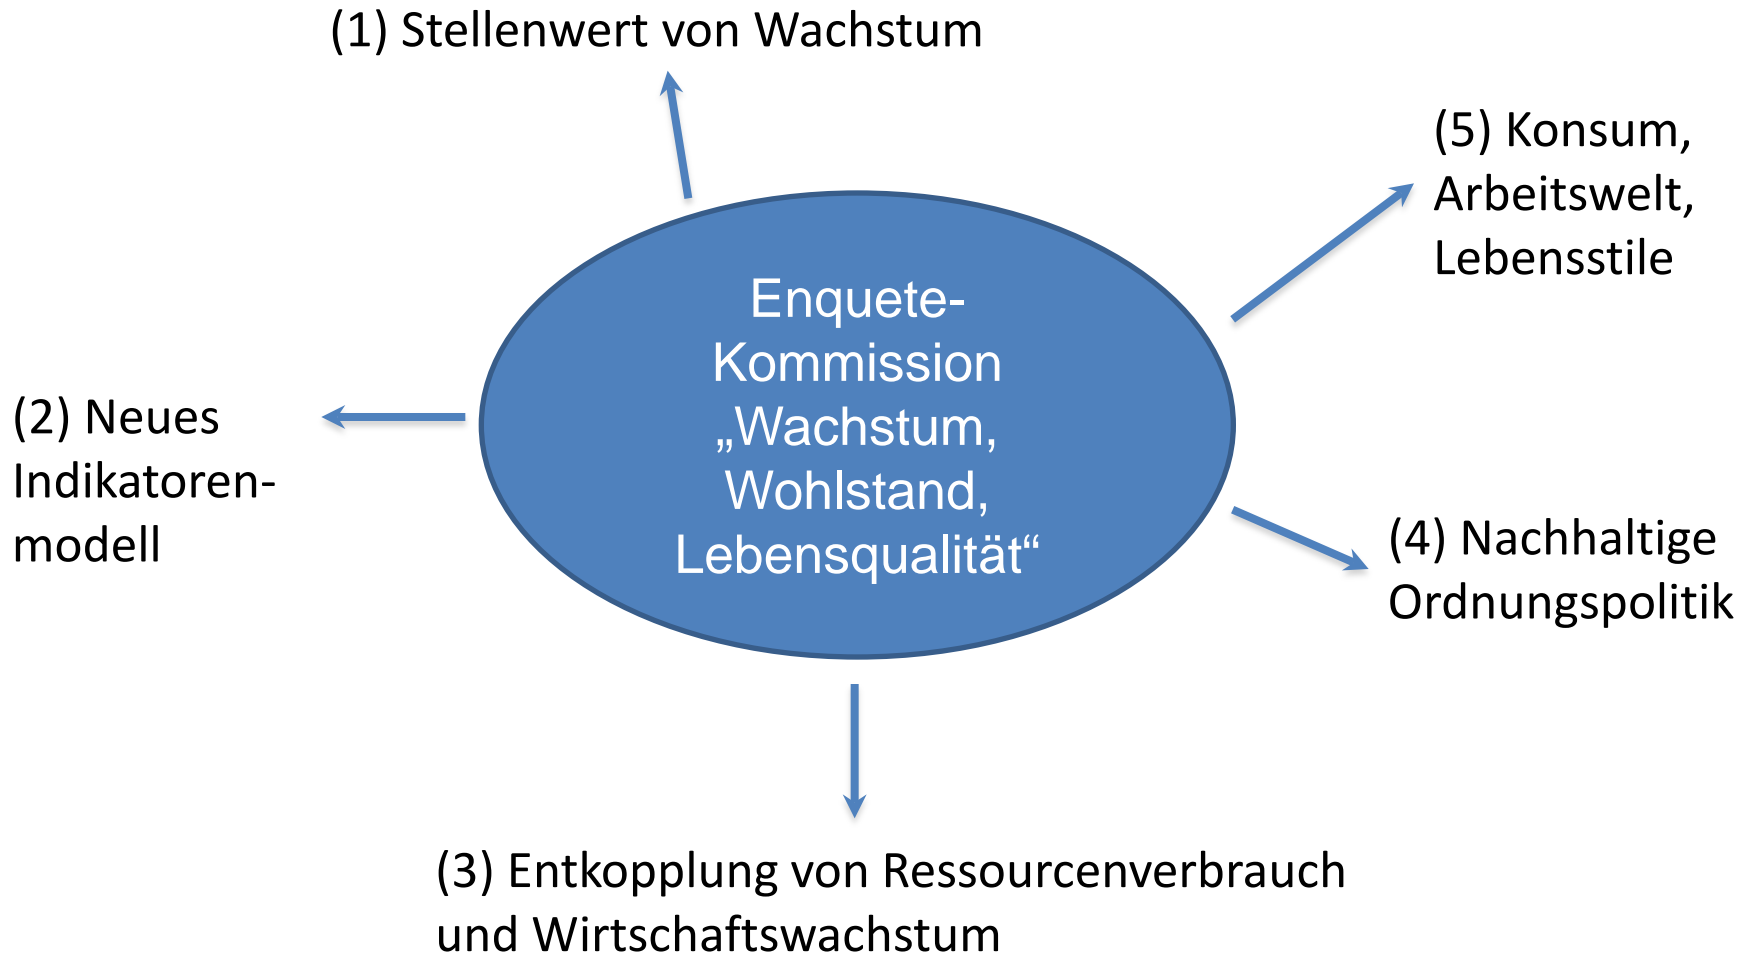 (1) Stellenwert von Wachstum
(5) Konsum,
Arbeitswelt,
Lebensstile
Enquete-
Kommission
„Wachstum,
Wohlstand,
Lebensqualität“
(2) Neues
Indikatoren-
modell
(4) Nachhaltige
Ordnungspolitik
(3) Entkopplung von Ressourcenverbrauch
und Wirtschaftswachstum